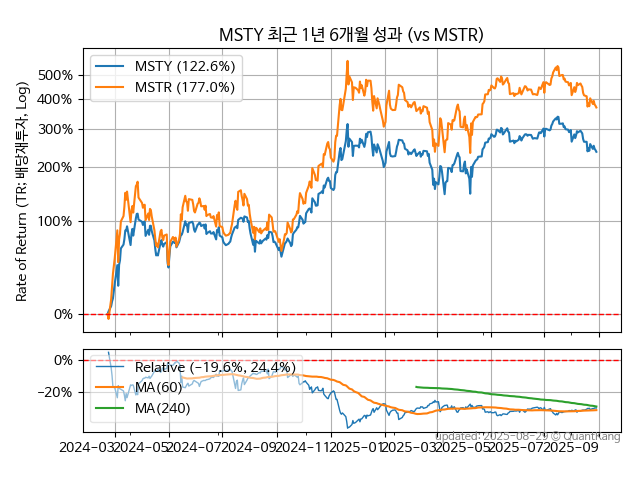 MSTY 최근 1년 6개월 성과 (vs MSTR)
Rate of Return (TR: 배당재투자, Log)
MSTY (122.6%)
MSTR (177.0%)
500%
400%
300%
200%
100%
0%
0%
−20%
Relative (−19.6%, 24.4%)
MA(60)
MA(240)
2024-03
2024-05
2024-07
2024-09
2024-11
2025-01
2025-03
2025-05
2025-07
2025-09
updated: 2025-08-29 © QuantKang